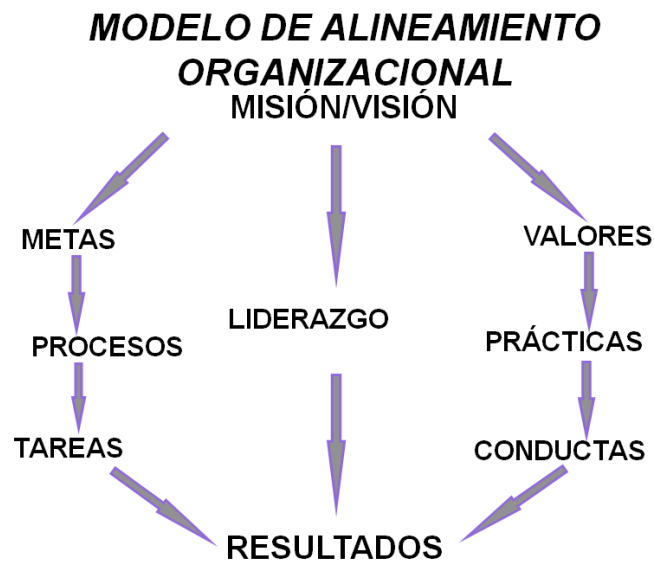 MODELO DE ALINEAMIENTO
ORGANIZACIONAL
MISIÓN/VISIÓN
METAS
VALORES
LIDERAZGO
PROCESOS
PRÁCTICAS
TAREAS
CONDUCTAS
RESULTADOS